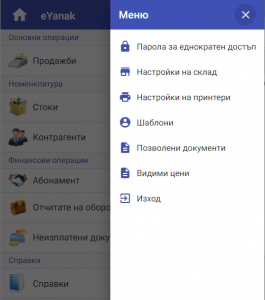 eYanak
Основни операции
Продажби
Номенклатура
Стоки
Контрагенти
Финансови операции
Абонамент
Отчитате на оборо
Неизплатени доку
Справки
Справки
Меню
Парола за еднократен достъп
Настройки на склад
Настройки на принтери
Шаблони
Позволени документи
Видими цени
Изход